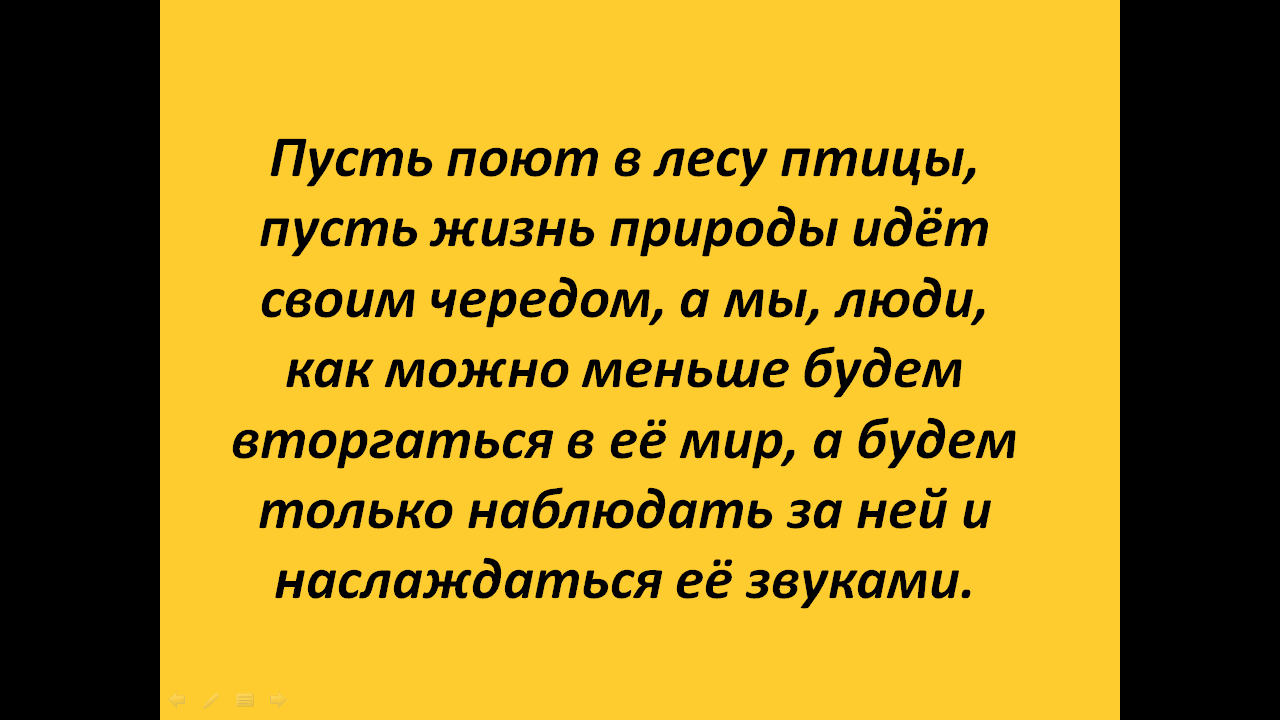 Пусть поют в лесу птицы,
пусть жизнь природы идёт
своим чередом, а мы, люди,
как можно меньше будем
вторгаться в её мир, а будем
только наблюдать за ней и
наслаждаться её звуками.